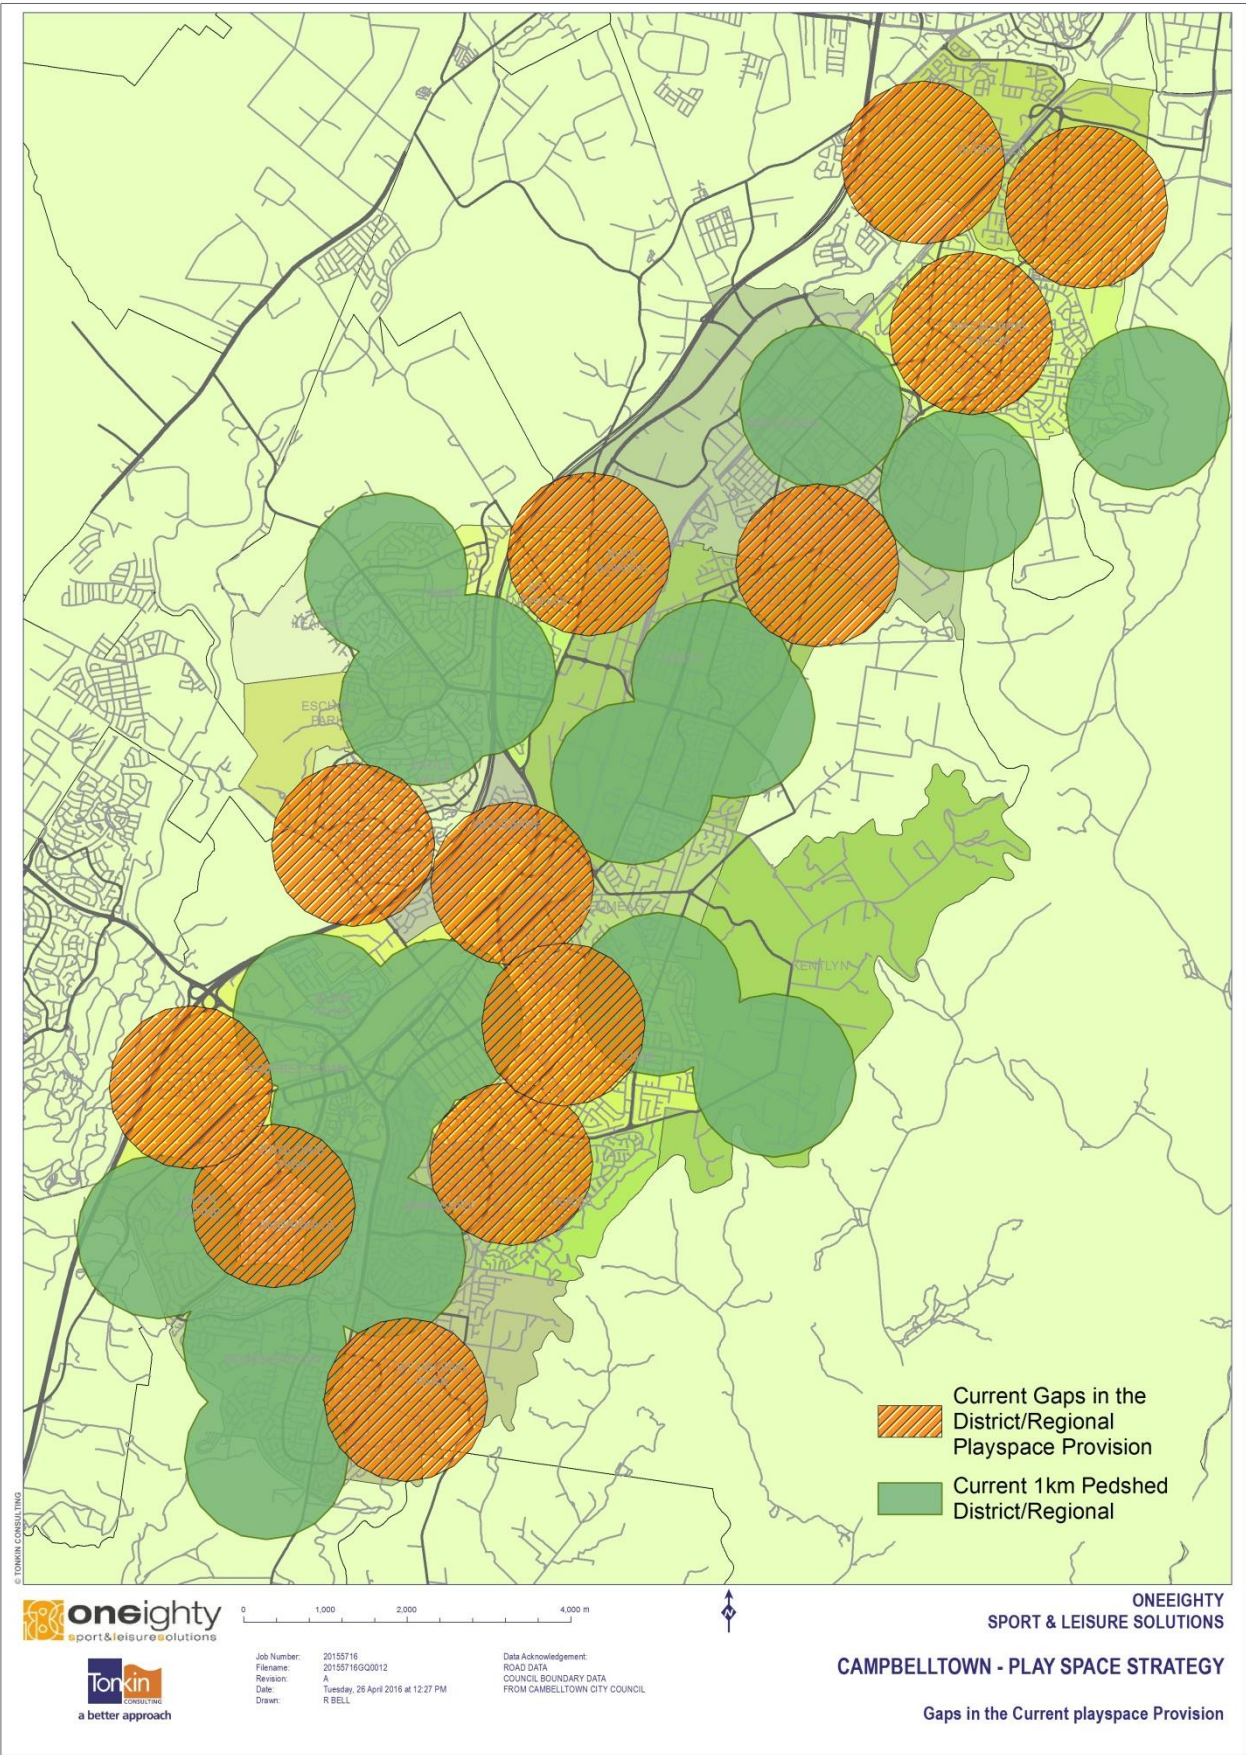 KENTLYN
Current Gaps in the
District/Regional
Playspace Provision
Current 1km Pedshed
District/Regional
© TONKIN CONSULTING
oneighty
sport&leisuresolutions
0 1,000 2,000 4,000 m
N
ONEEIGHTY
SPORT & LEISURE SOLUTIONS
Tonkin
CONSULTING
a better approach
Job Number: 20155716
Filename: 20155716GQ0012
Revision: A
Date: Tuesday, 26 April 2016 at 12:27 PM
Drawn: R BELL
Data Acknowledgement:
ROAD DATA
COUNCIL BOUNDARY DATA
FROM CAMBELLTOWN CITY COUNCIL
CAMPBELLTOWN - PLAY SPACE STRATEGY
Gaps in the Current playspace Provision